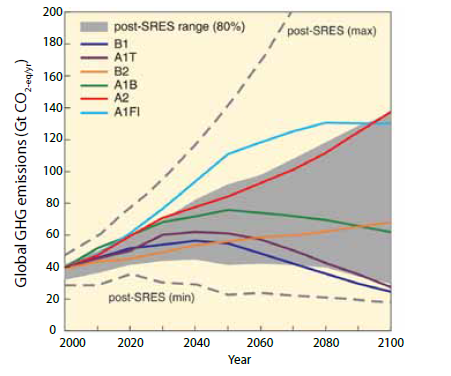 Global GHG emissions (Gt CO2-eq/yr)
200
180
160
140
120
100
80
60
40
20
0
post-SRES range (80%)
B1
A1T
B2
A1B
A2
A1FI
post-SRES (max)
post-SRES (min)
2000 2020 2040 2060 2080 2100
Year